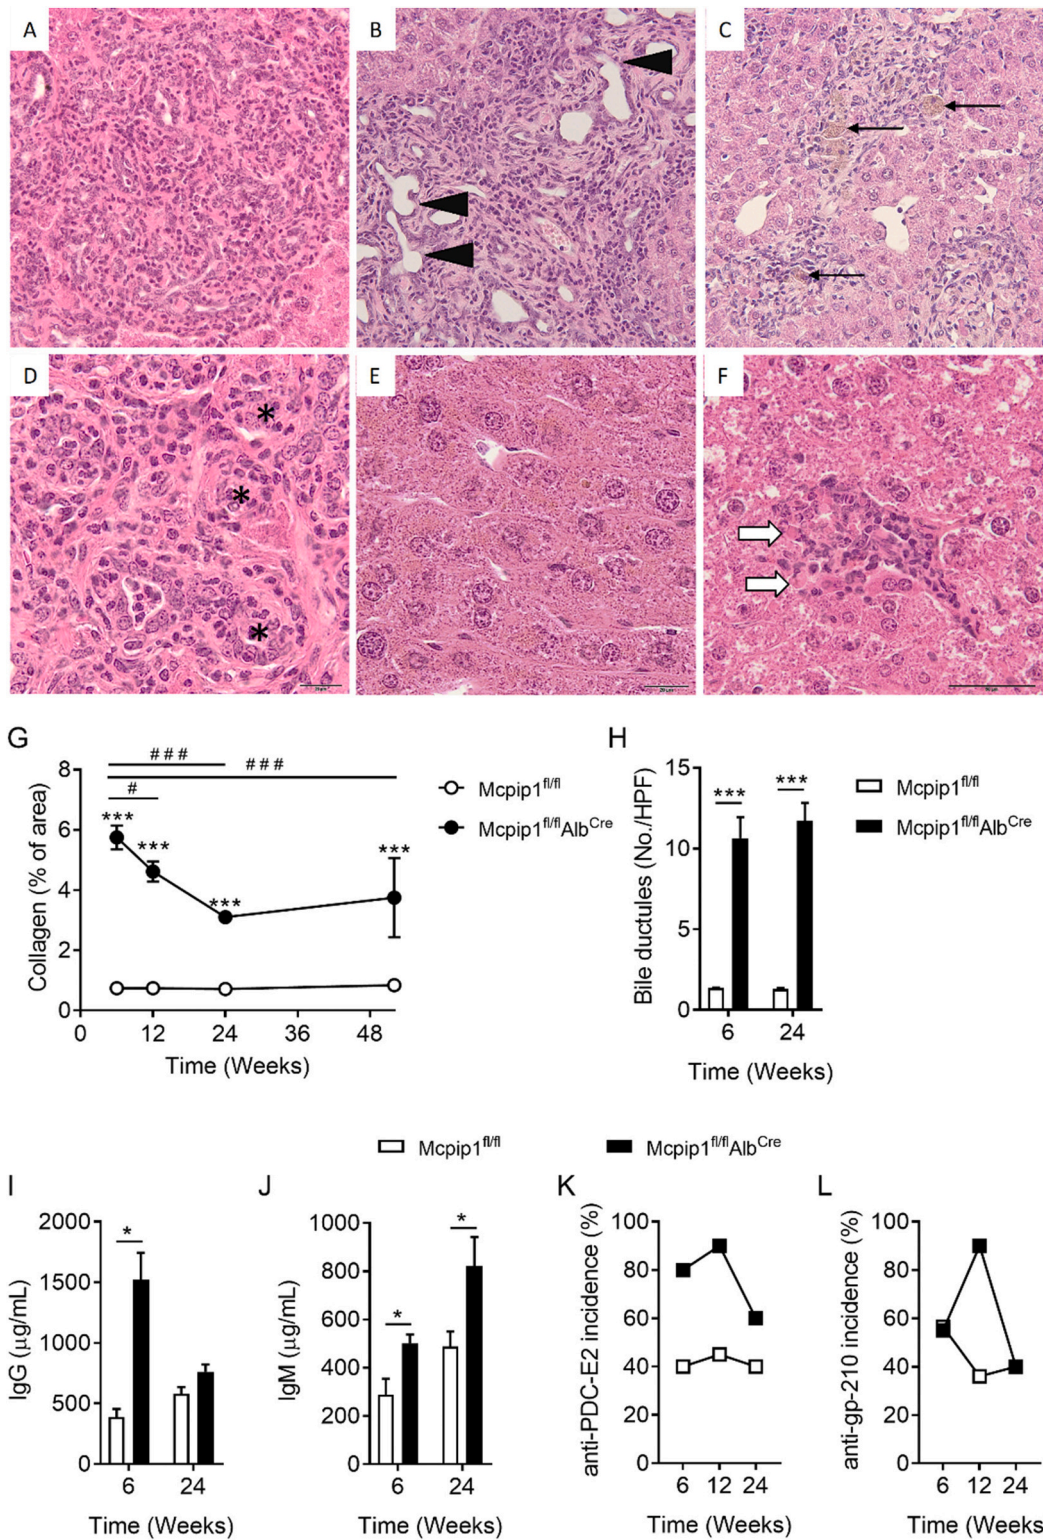 A
B
C
D
*
*
*
E
F
G
Collagen (% of area)
8
6
4
2
0
# # #
# # #
#
***
***
***
***
0 12 24 36 48
Time (Weeks)
Mcpip1fl/fl
Mcpip1fl/flAlbCre
H
Bile ductules (No./HPF)
15
10
5
0
***
***
6 24
Time (Weeks)
Mcpip1fl/fl
Mcpip1fl/flAlbCre
Mcpip1fl/fl
Mcpip1fl/flAlbCre
I
IgG (μg/mL)
2000
1500
1000
500
0
*
6 24
Time (Weeks)
J
IgM (μg/mL)
1000
800
600
400
200
0
*
*
6 24
Time (Weeks)
K
anti-PDC-E2 incidence (%)
100
80
60
40
20
0
6 12 24
Time (Weeks)
L
anti-gp-210 incidence (%)
100
80
60
40
20
0
6 12 24
Time (Weeks)